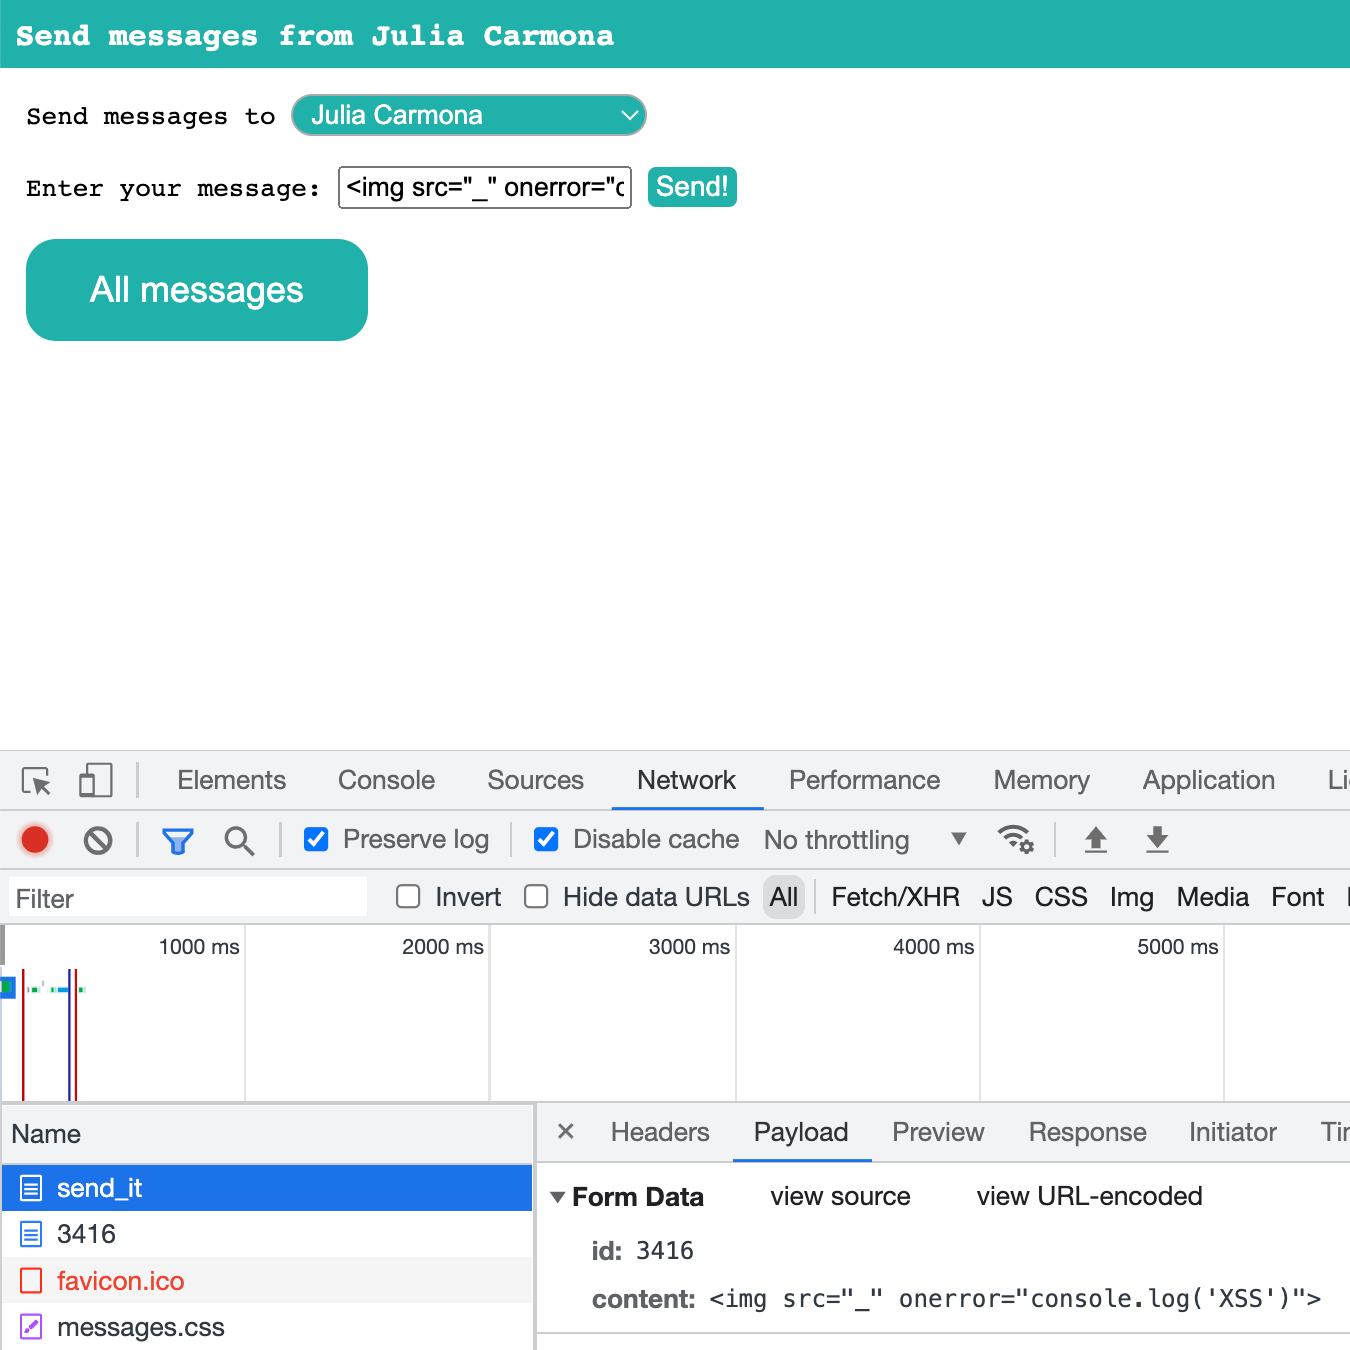 Send messages from Julia Carmona
Send messages to Julia Carmona
Enter your message: <img src="_" onerror="c Send!
All messages
Elements Console Sources Network Performance Memory Application
Preserve log Disable cache No throttling
Filter Invert Hide data URLs All Fetch/XHR JS CSS Img Media Font
1000 ms 2000 ms 3000 ms 4000 ms 5000 ms
Name Headers Payload Preview Response Initiator
send_it Form Data view source view URL-encoded
3416 id: 3416
favicon.ico content: <img src="_" onerror="console.log('XSS')">
messages.css